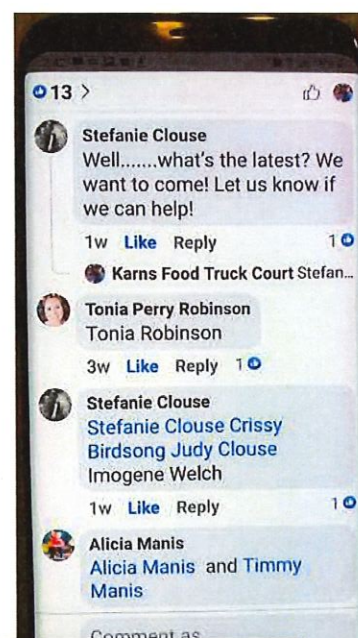 13 >
Stefanie Clouse
Well.......what's the latest? We
want to come! Let us know if
we can help!
1w Like Reply 1
Karns Food Truck Court Stefan...
Tonia Perry Robinson
Tonia Robinson
3w Like Reply 1
Stefanie Clouse
Stefanie Clouse Crissy
Birdsong Judy Clouse
Imogene Welch
1w Like Reply 1
Alicia Manis
Alicia Manis and Timmy
Manis
Comment as